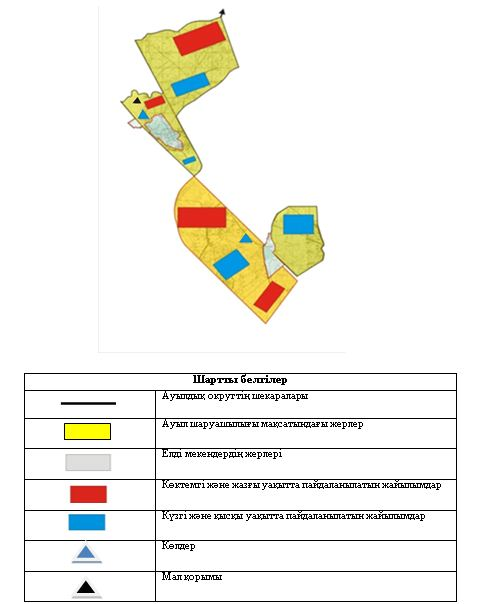 Шартты белгілер
Ауылдық округтің шекаралары
Ауыл шаруашылығы мақсатындағы жерлер
Елді мекендердің жерлері
Көктемгі және жазғы уақытта пайдаланылатын жайылымдар
Күзгі және қысқы уақытта пайдаланылатын жайылымдар
Көлдер
Мал қорымы